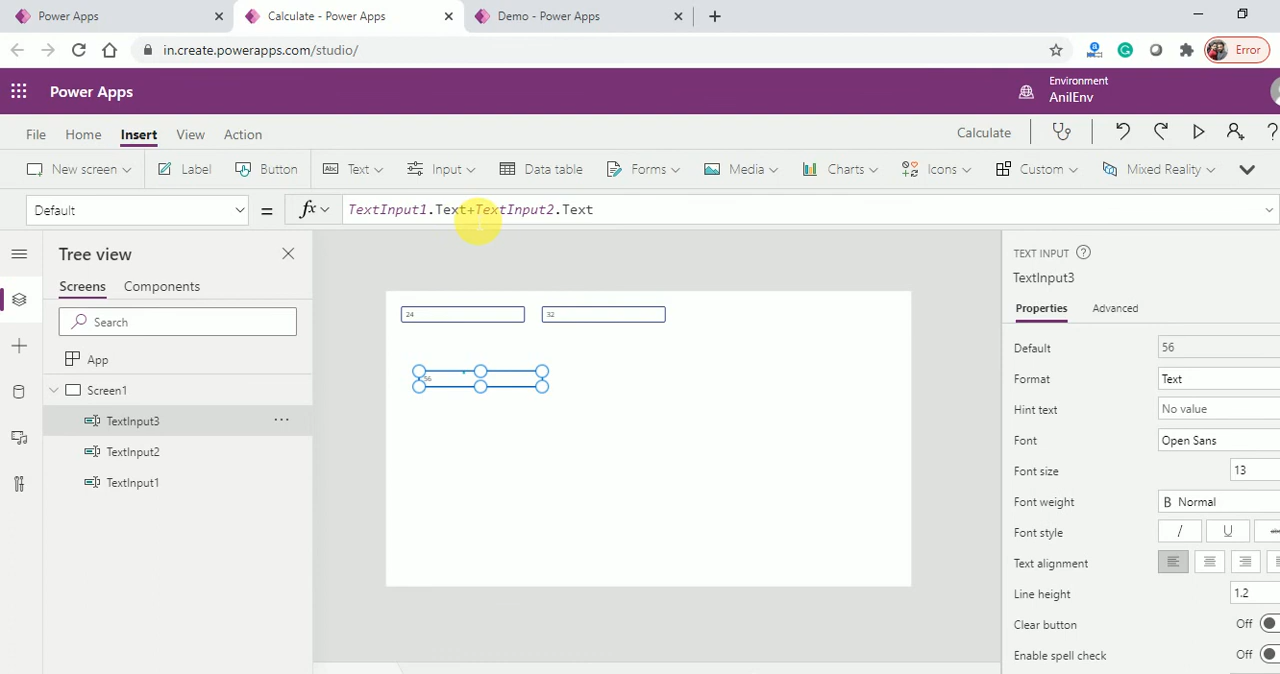 Power Apps
Calculate - Power Apps
Demo - Power Apps
in.create.powerapps.com/studio/
Error
Power Apps
Environment
AnilEnv
File
Home
Insert
View
Action
Calculate
New screen
Label
Button
Text
Input
Data table
Forms
Media
Charts
Icons
Custom
Mixed Reality
Default
=
fx
TextInput1.Text+TextInput2.Text
Tree view
Screens
Components
Search
App
Screen1
TextInput3
TextInput2
TextInput1
24
32
56
TEXT INPUT
TextInput3
Properties
Advanced
Default
56
Format
Text
Hint text
No value
Font
Open Sans
Font size
13
Font weight
B Normal
Font style
Text alignment
Line height
1.2
Clear button
Off
Enable spell check
Off